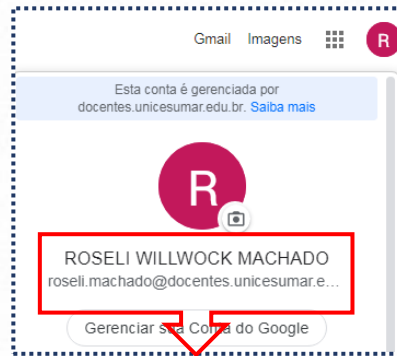 Gmail Imagens R
Esta conta é gerenciada por
docentes.unicesumar.edu.br. Saiba mais
R
ROSELI WILLWOCK MACHADO
roseli.machado@docentes.unicesumar.e...
Gerenciar sua Conta do Google